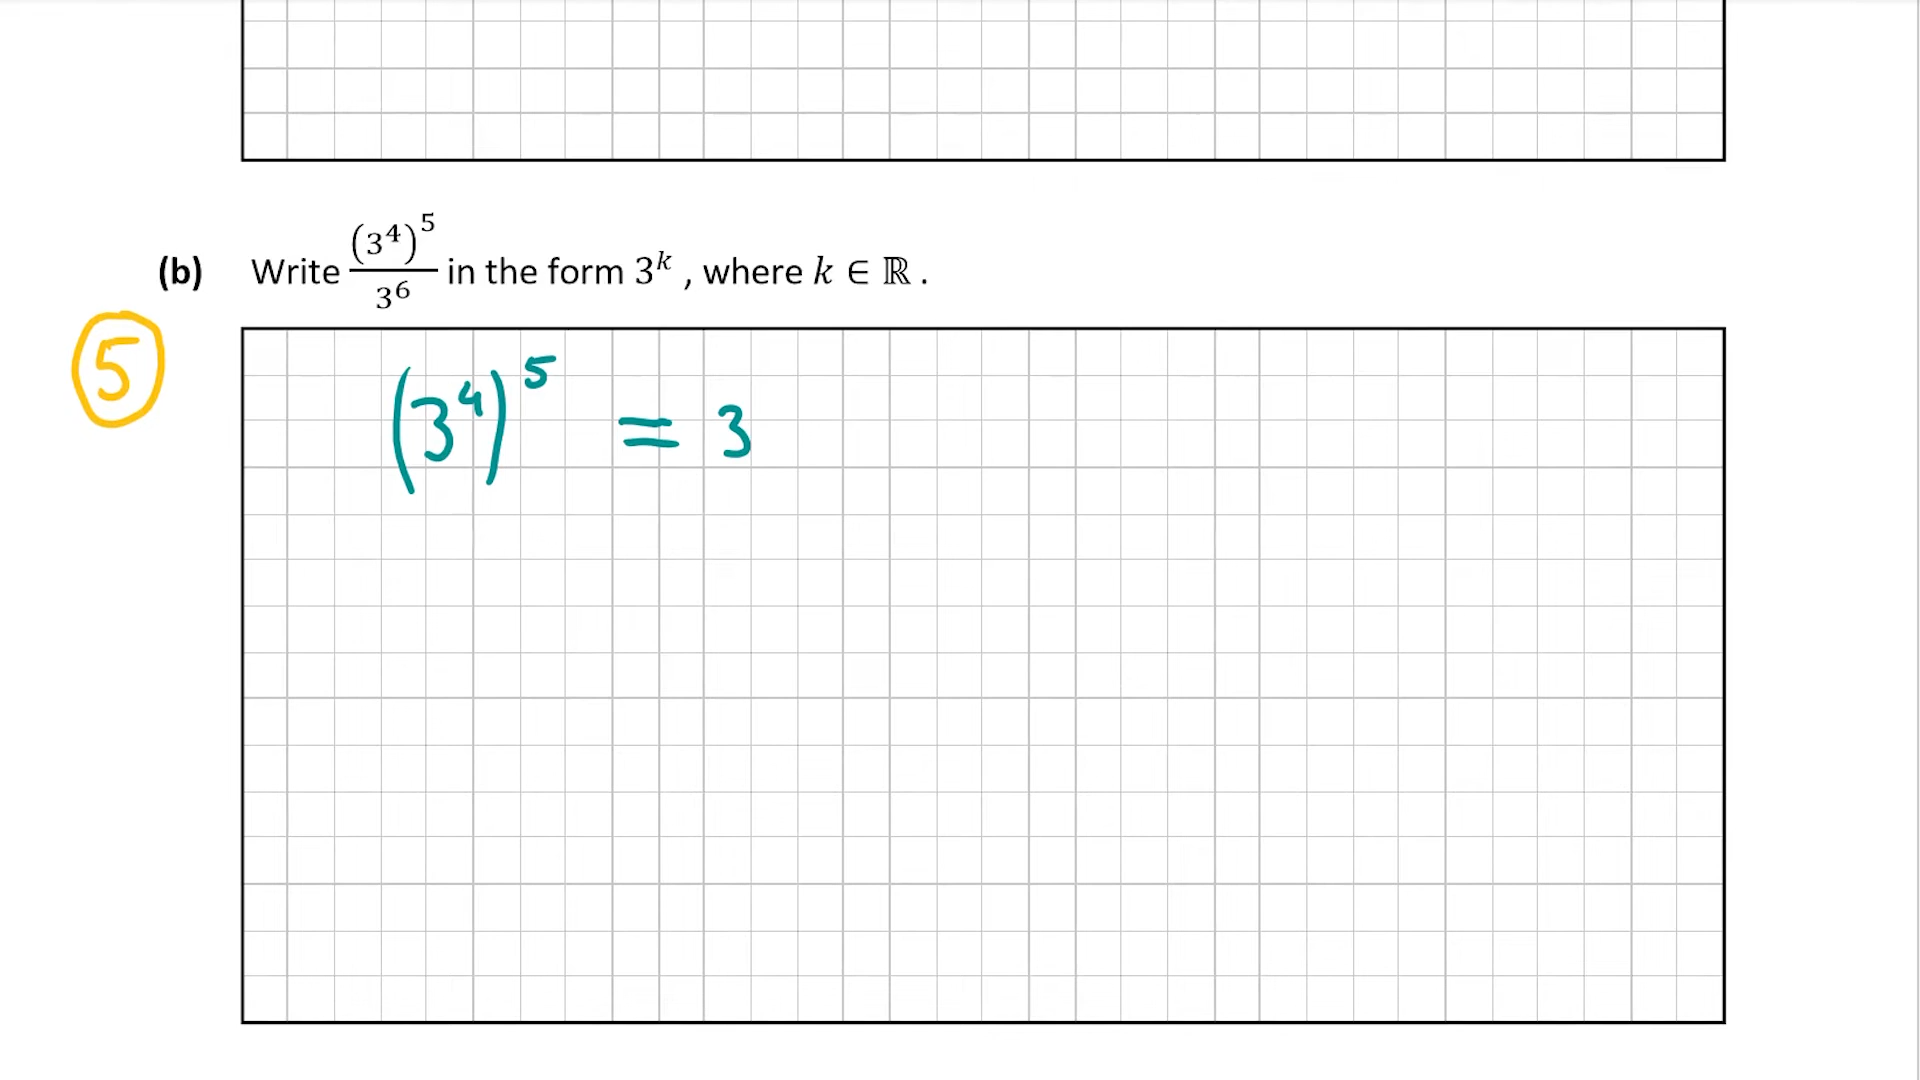 (b) Write (3⁴)⁵/3⁶ in the form 3ᵏ , where k ∈ ℝ .
5
(3⁴)⁵ = 3